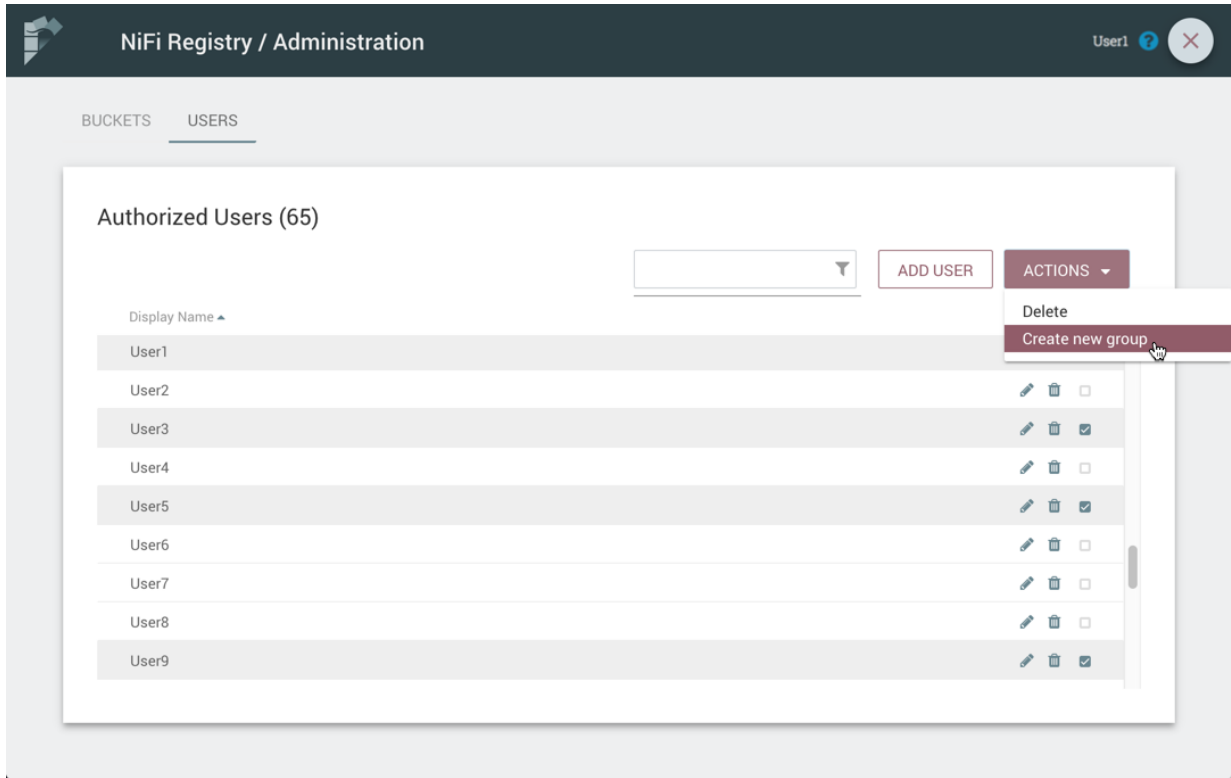 NiFi Registry / Administration
User1 ?
BUCKETS USERS
Authorized Users (65)
ADD USER ACTIONS
Delete
Display Name
Create new group
User1
User2
User3
User4
User5
User6
User7
User8
User9